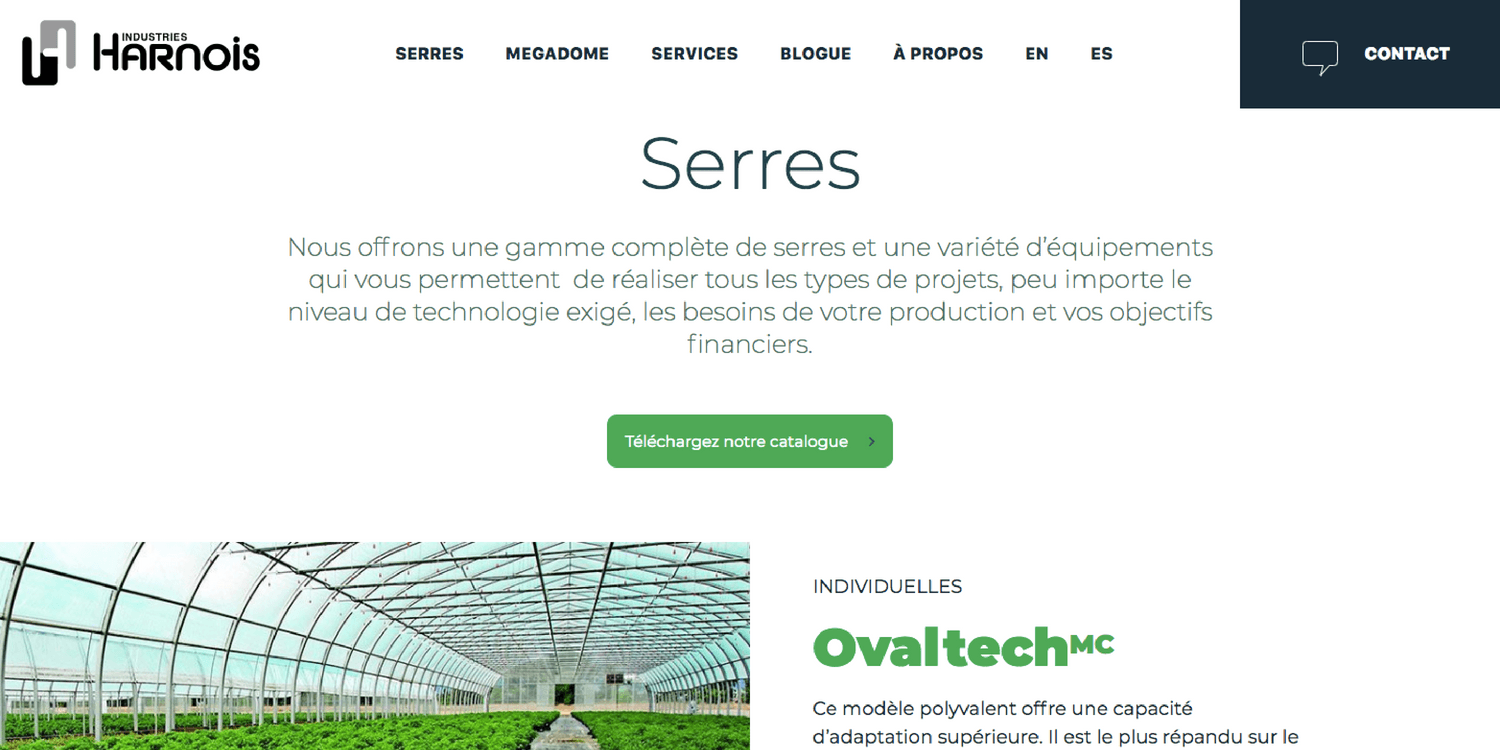 INDUSTRIES
HARNOIS
SERRES MEGADOME SERVICES BLOGUE À PROPOS EN ES CONTACT
Serres
Nous offrons une gamme complète de serres et une variété d'équipements
qui vous permettent de réaliser tous les types de projets, peu importe le
niveau de technologie exigé, les besoins de votre production et vos objectifs
financiers.
Téléchargez notre catalogue
INDIVIDUELLES
Ovaltech MC
Ce modèle polyvalent offre une capacité
d'adaptation supérieure. Il est le plus répandu sur le